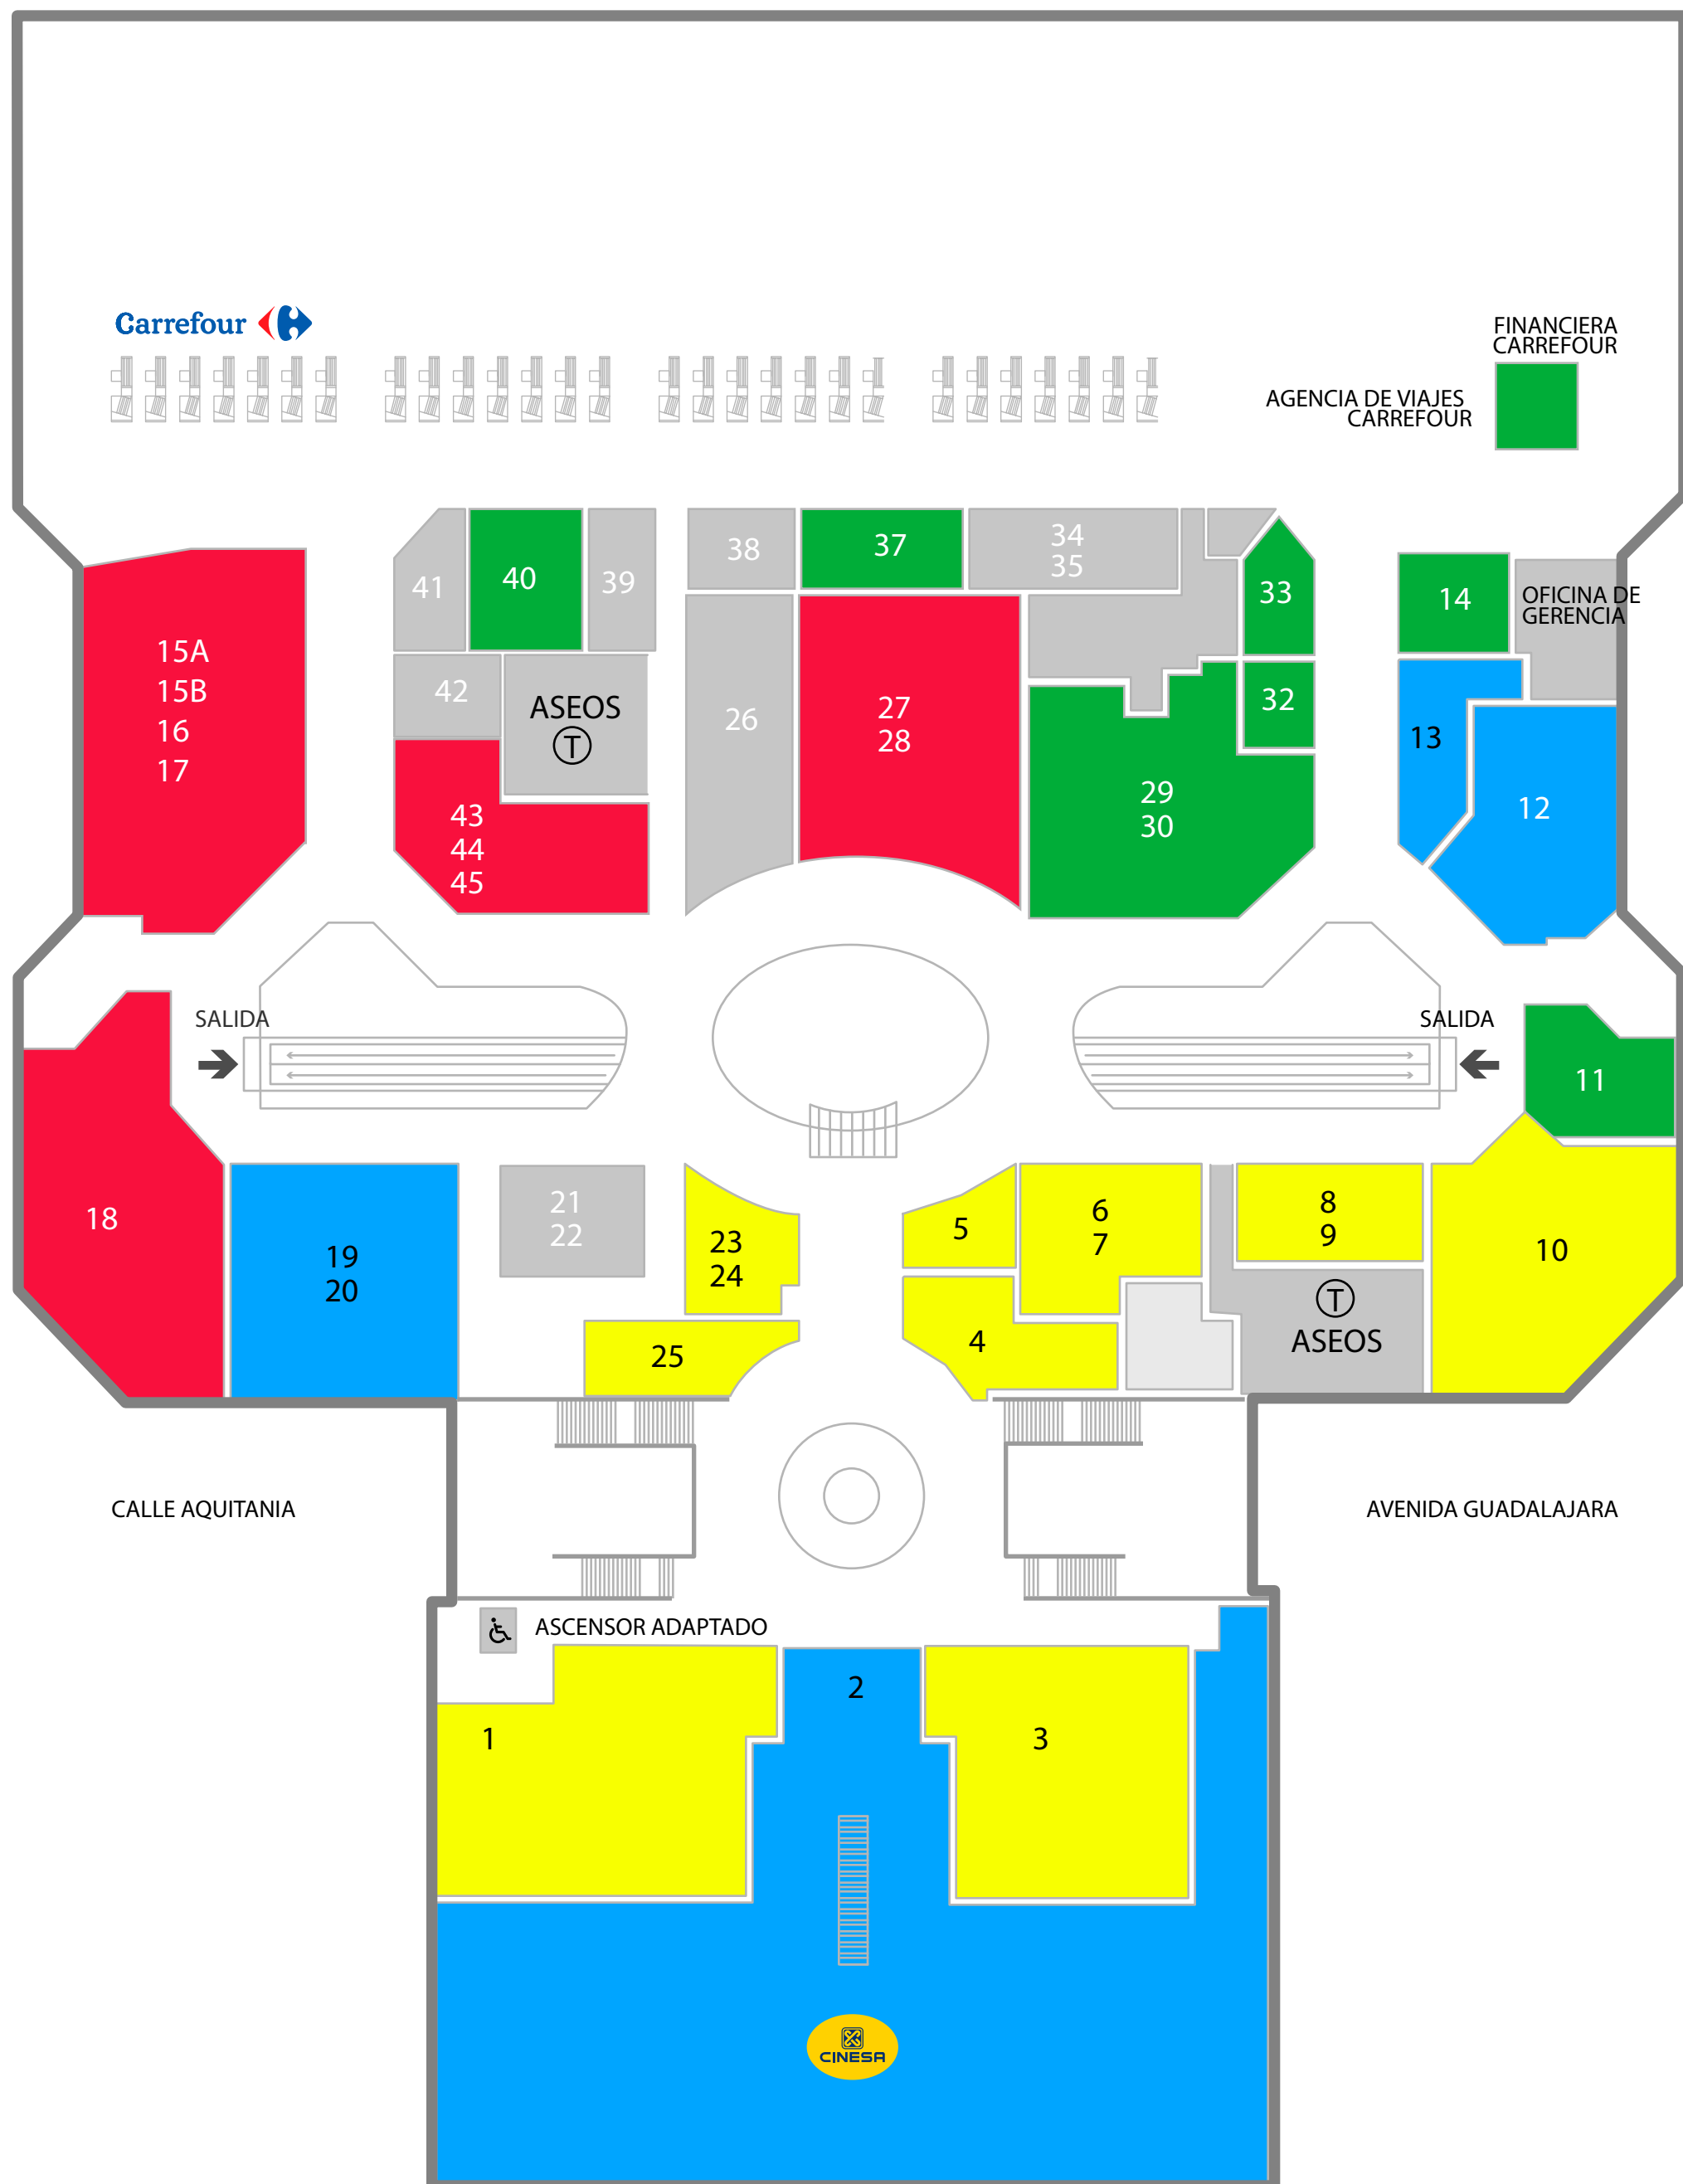 Carrefour
FINANCIERA
CARREFOUR
AGENCIA DE VIAJES
CARREFOUR
38
37
34
35
41
40
39
33
14
OFICINA DE
GERENCIA
15A
15B
16
17
42
ASEOS
T
26
27
28
32
13
43
44
45
29
30
12
SALIDA
SALIDA
11
18
19
20
21
22
23
24
5
6
7
8
9
10
T
ASEOS
25
4
CALLE AQUITANIA
AVENIDA GUADALAJARA
ASCENSOR ADAPTADO
1
2
3
CINESA